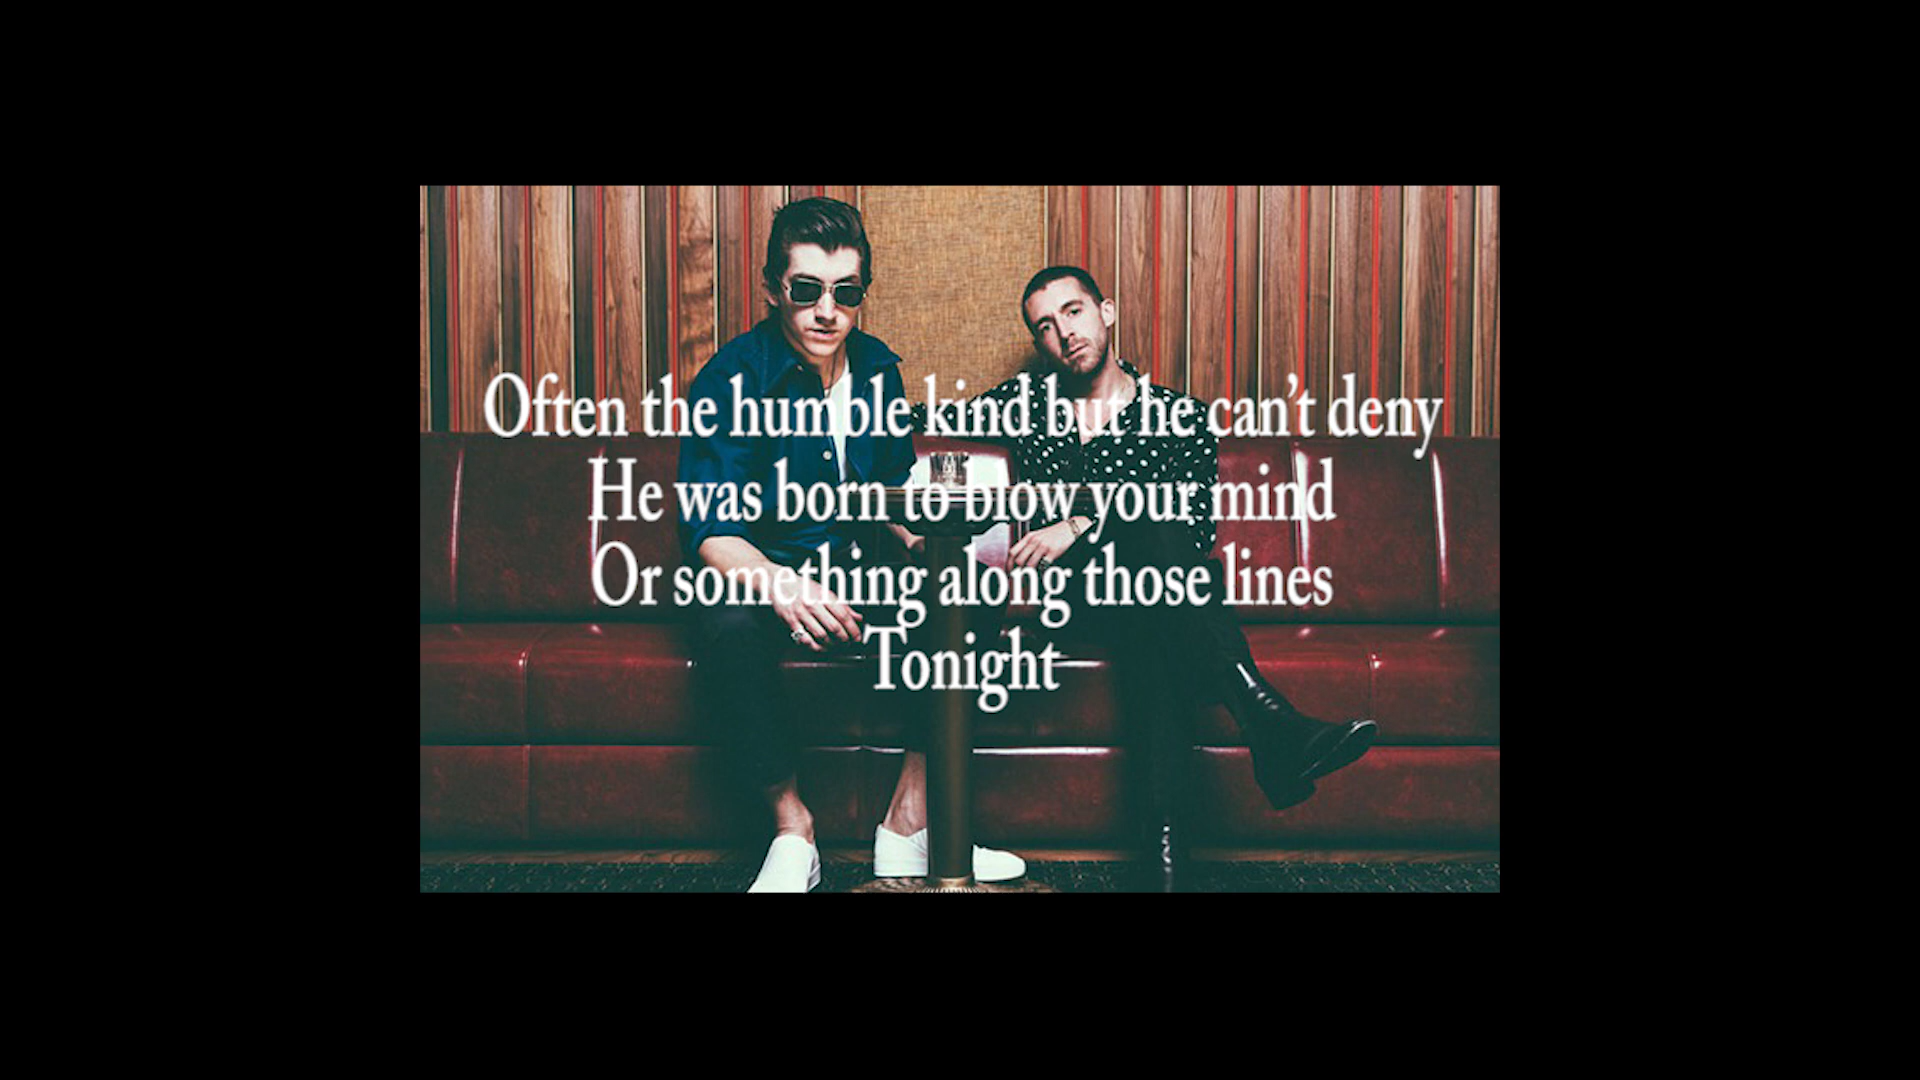 Often the humble kind but he can’t deny
He was born to blow your mind
Or something along those lines
Tonight